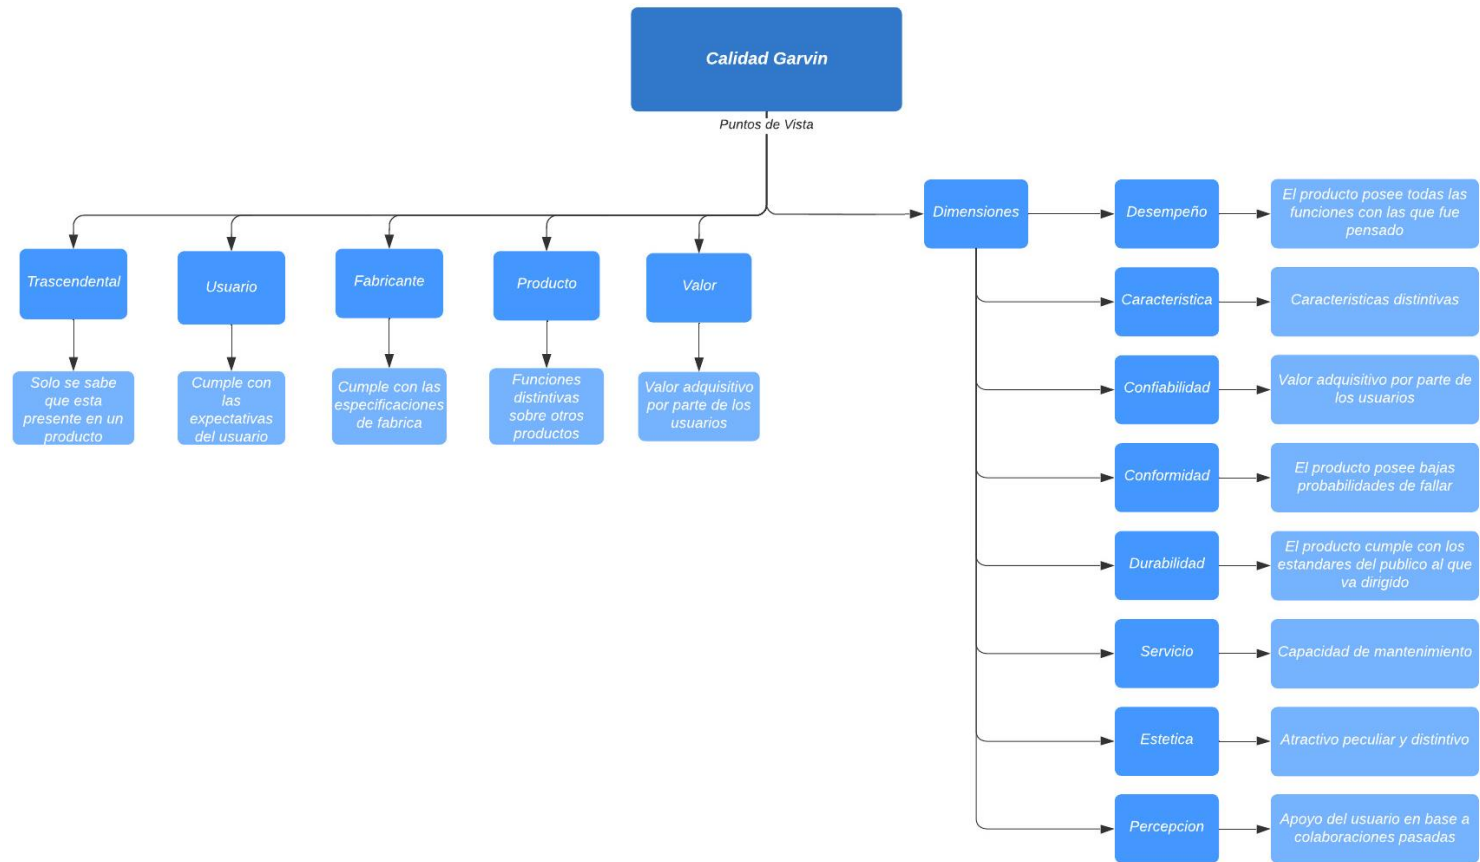 Calidad Garvin
Puntos de Vista
Trascendental
Solo se sabe
que esta
presente en un
producto
Usuario
Cumple con
las
expectativas
del usuario
Fabricante
Cumple con las
especificaciones
de fabrica
Producto
Funciones
distintivas
sobre otros
productos
Valor
Valor adquisitivo
por parte de los
usuarios
Dimensiones
Desempeño
El producto posee todas las
funciones con las que fue
pensado
Caracteristica
Caracteristicas distintivas
Confiabilidad
Valor adquisitivo por parte de
los usuarios
Conformidad
El producto posee bajas
probabilidades de fallar
Durabilidad
El producto cumple con los
estandares del publico al que
va dirigido
Servicio
Capacidad de mantenimiento
Estetica
Atractivo peculiar y distintivo
Percepcion
Apoyo del usuario en base a
colaboraciones pasadas